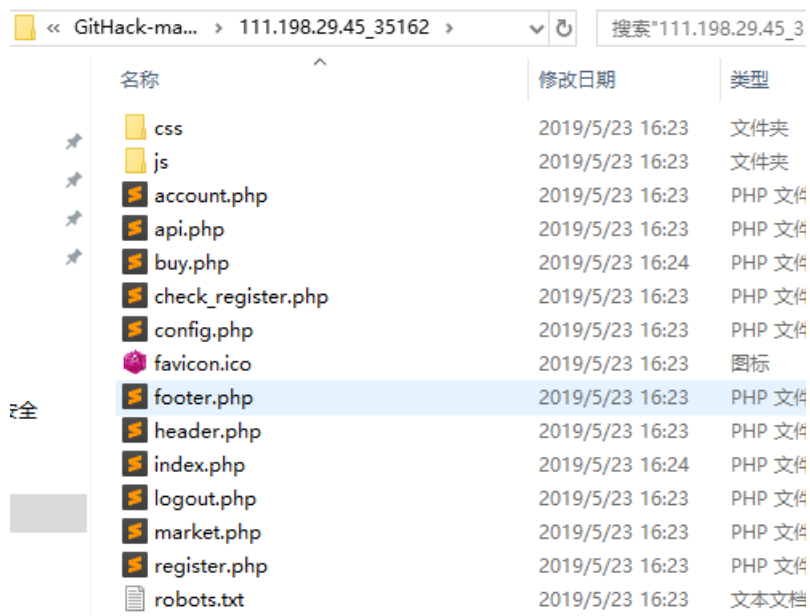 « GitHack-ma... › 111.198.29.45_35162 › 搜索"111.198.29.45_3
名称 修改日期 类型
css 2019/5/23 16:23 文件夹
js 2019/5/23 16:23 文件夹
account.php 2019/5/23 16:23 PHP 文件
api.php 2019/5/23 16:23 PHP 文件
buy.php 2019/5/23 16:24 PHP 文件
check_register.php 2019/5/23 16:23 PHP 文件
config.php 2019/5/23 16:23 PHP 文件
favicon.ico 2019/5/23 16:23 图标
安全
footer.php 2019/5/23 16:23 PHP 文件
header.php 2019/5/23 16:23 PHP 文件
index.php 2019/5/23 16:24 PHP 文件
logout.php 2019/5/23 16:23 PHP 文件
market.php 2019/5/23 16:23 PHP 文件
register.php 2019/5/23 16:23 PHP 文件
robots.txt 2019/5/23 16:23 文本文档